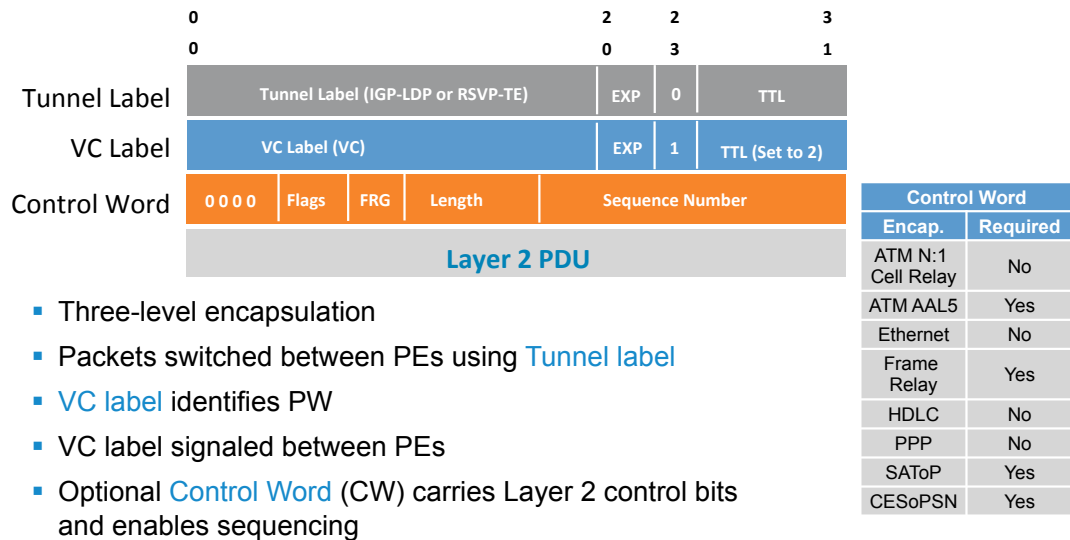 0 2 2 3
0 0 3 1
Tunnel Label Tunnel Label (IGP-LDP or RSVP-TE) EXP 0 TTL
VC Label VC Label (VC) EXP 1 TTL (Set to 2)
Control Word 0 0 0 0 Flags FRG Length Sequence Number
Layer 2 PDU
▪ Three-level encapsulation
▪ Packets switched between PEs using Tunnel label
▪ VC label identifies PW
▪ VC label signaled between PEs
▪ Optional Control Word (CW) carries Layer 2 control bits
and enables sequencing
Control Word
Encap. Required
ATM N:1
Cell Relay No
ATM AAL5 Yes
Ethernet No
Frame
Relay Yes
HDLC No
PPP No
SAToP Yes
CESoPSN Yes